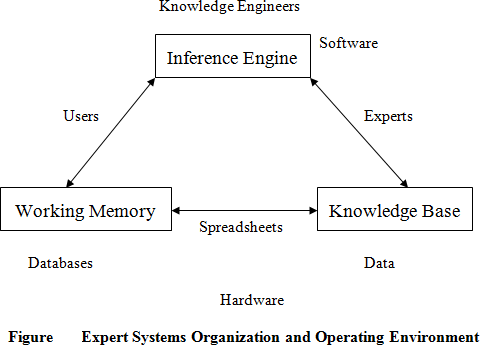 Knowledge Engineers
Inference Engine
Software
Users
Experts
Working Memory
Knowledge Base
Spreadsheets
Databases
Data
Hardware
Figure Expert Systems Organization and Operating Environment